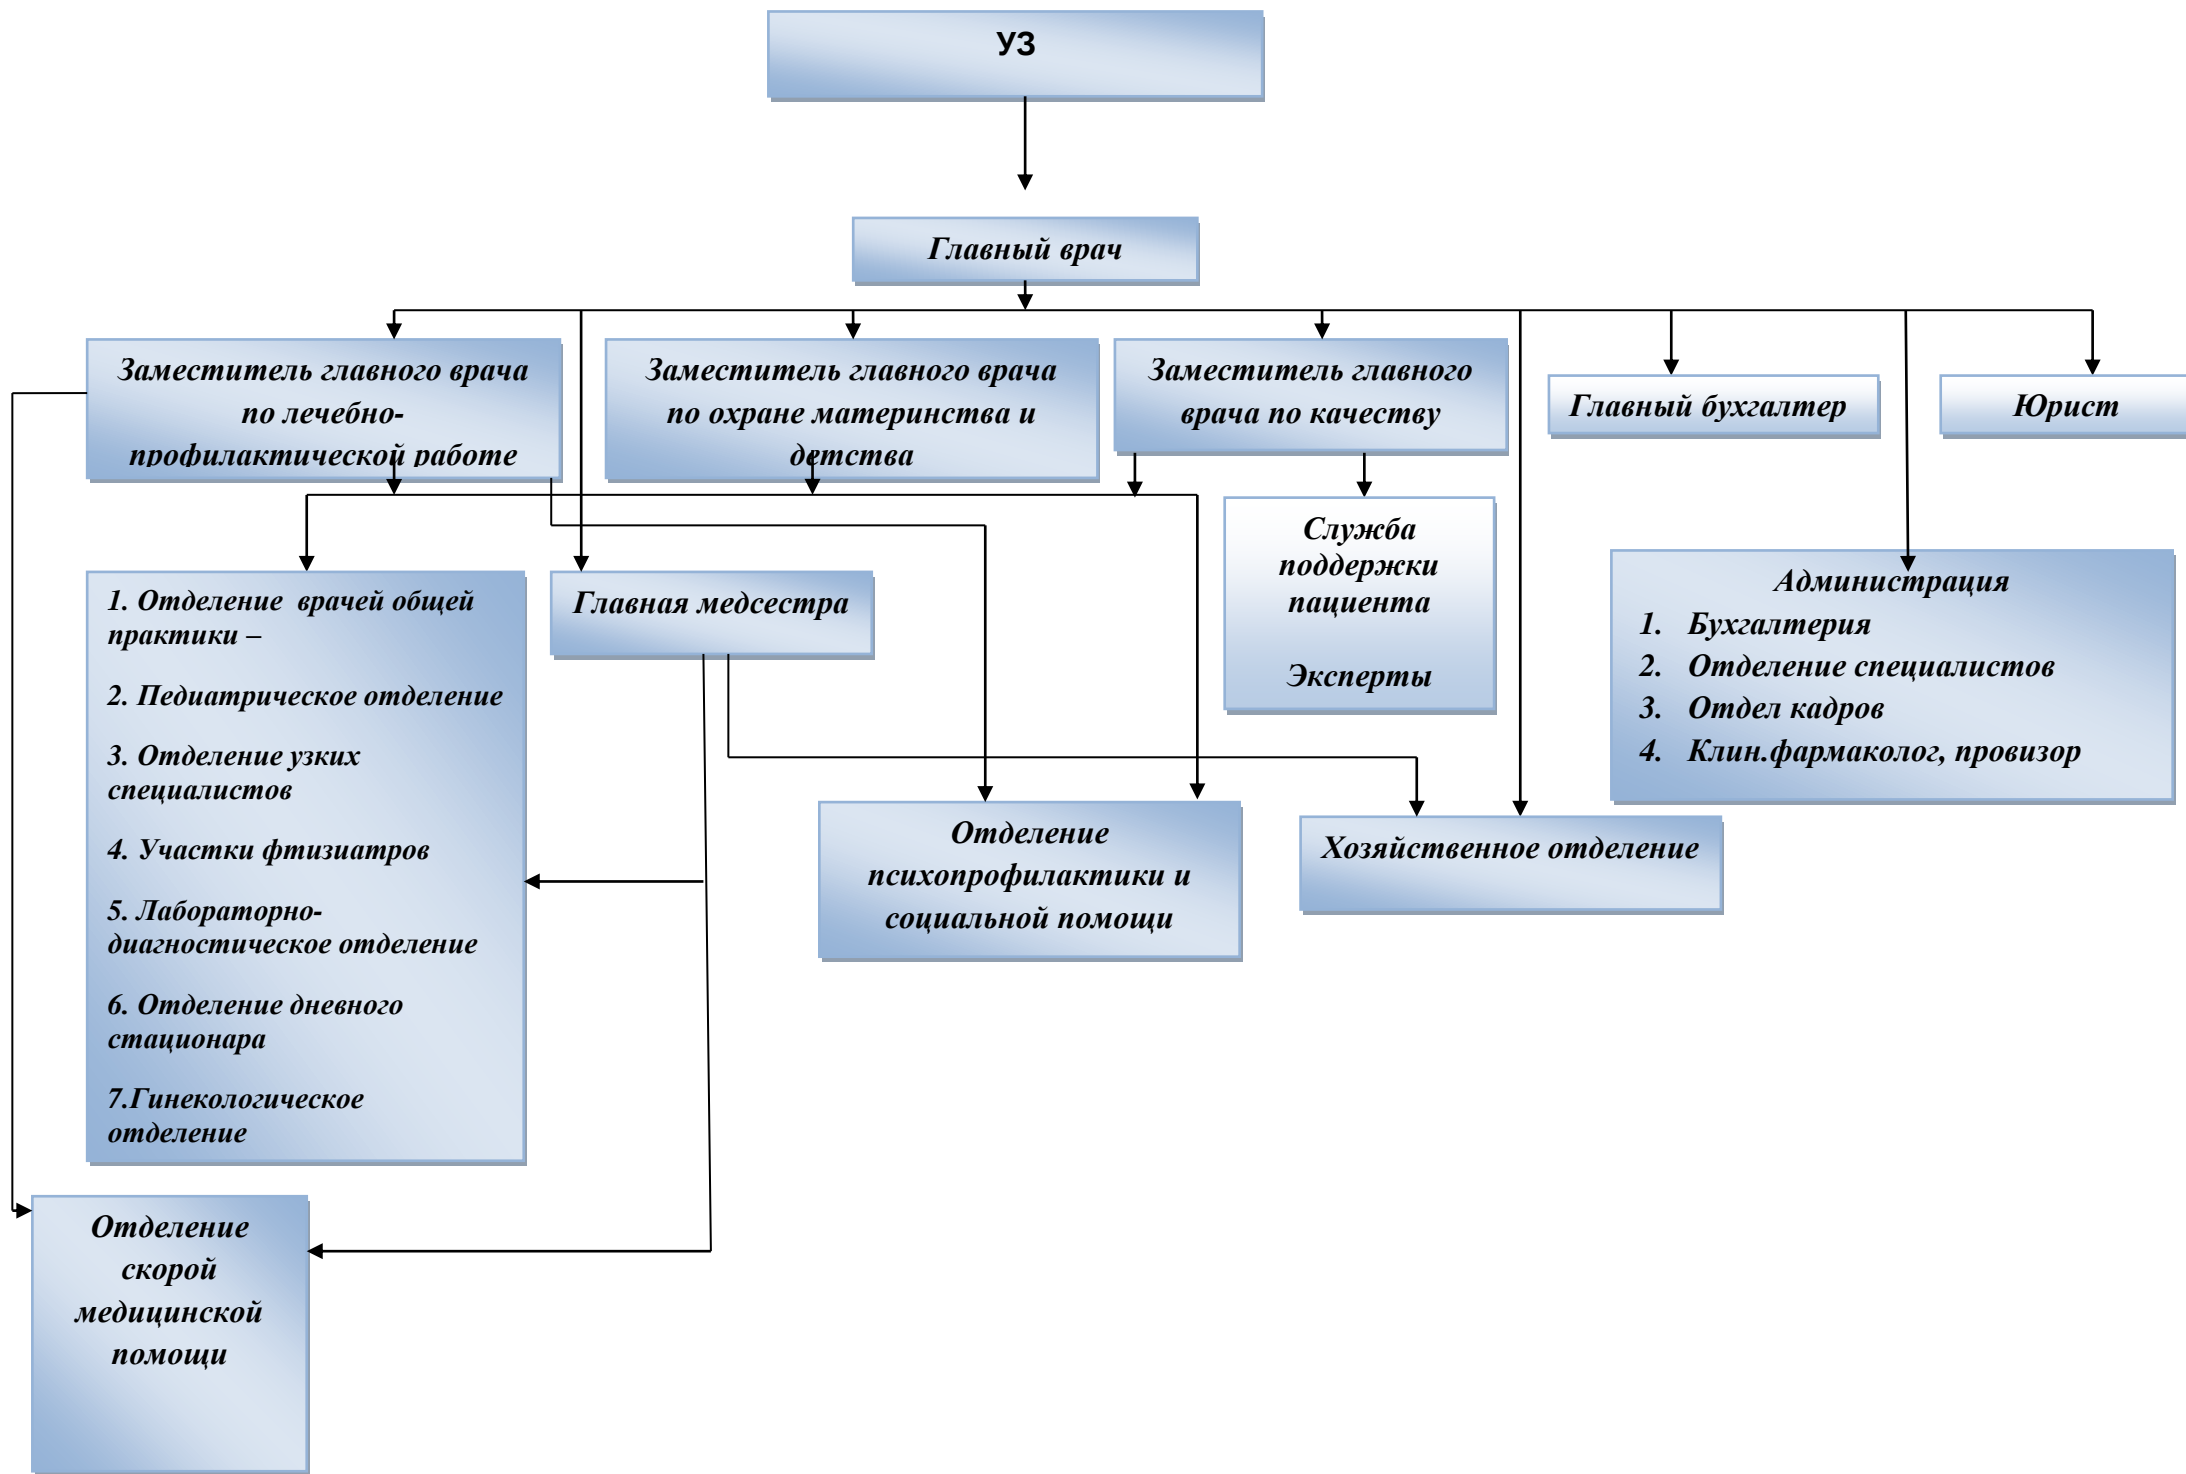 УЗ
Главный врач
Заместитель главного врача
по лечебно-
профилактической работе
Заместитель главного врача
по охране материнства и
детства
Заместитель главного
врача по качеству
Главный бухгалтер
Юрист
1. Отделение врачей общей
практики –
2. Педиатрическое отделение
3. Отделение узких
специалистов
4. Участки фтизиатров
5. Лабораторно-
диагностическое отделение
6. Отделение дневного
стационара
7.Гинекологическое
отделение
Главная медсестра
Служба
поддержки
пациента
Эксперты
Администрация
1. Бухгалтерия
2. Отделение специалистов
3. Отдел кадров
4. Клин.фармаколог, провизор
Отделение
психопрофилактики и
социальной помощи
Хозяйственное отделение
Отделение
скорой
медицинской
помощи